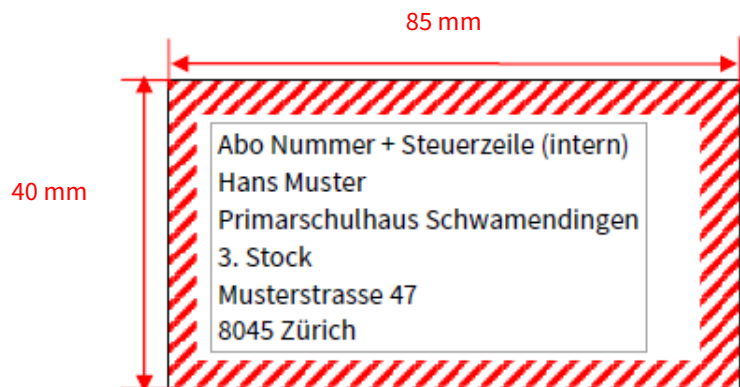 85 mm
40 mm
Abo Nummer + Steuerzeile (intern)
Hans Muster
Primarschulhaus Schwamendingen
3. Stock
Musterstrasse 47
8045 Zürich